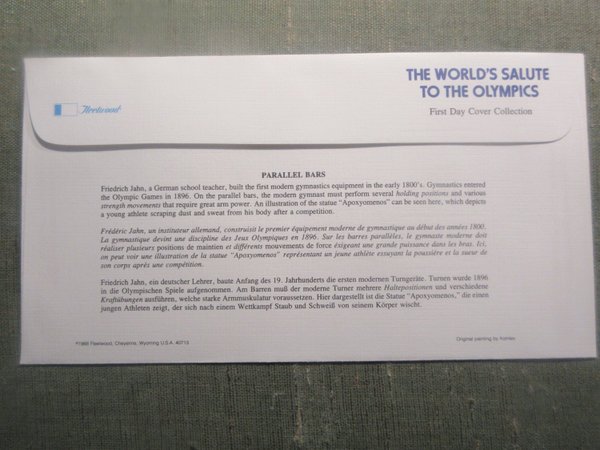 THE WORLD'S SALUTE
TO THE OLYMPICS
Fleetwood
First Day Cover Collection
PARALLEL BARS
Friedrich Jahn, a German school teacher, built the first modern gymnastics equipment in the early 1800's. Gymnastics entered
the Olympic Games in 1896. On the parallel bars, the modern gymnast must perform several holding positions and various
strength movements that require great arm power. An illustration of the statue "Apoxyomenos" can be seen here, which depicts
a young athlete scraping dust and sweat from his body after a competition.
Frédéric Jahn, un instituteur allemand, construisit le premier équipement moderne de gymnastique au début des années 1800.
La gymnastique devint une discipline des Jeux Olympiques en 1896. Sur les barres parallèles, le gymnaste moderne doit
réaliser plusieurs positions de maintien et différents mouvements de force éxigeant une grande puissance dans les bras. Ici,
on peut voir une illustration de la statue "Apoxyomenos" représentant un jeune athlète essuyant la poussière et la sueur de
son corps après une compétition.
Friedrich Jahn, ein deutscher Lehrer, baute Anfang des 19. Jahrhunderts die ersten modernen Turngeräte. Turnen wurde 1896
in die Olympischen Spiele aufgenommen. Am Barren muß der moderne Turner mehrere Haltepositionen und verschiedene
Kraftübungen ausführen, welche starke Armmuskulatur voraussetzen. Hier dargestellt ist die Statue "Apoxyomenos," die einen
jungen Athleten zeigt, der sich nach einem Wettkampf Staub und Schweiß von seinem Körper wischt.
©1988 Fleetwood, Cheyenne, Wyoming U.S.A. 40713
Original painting by